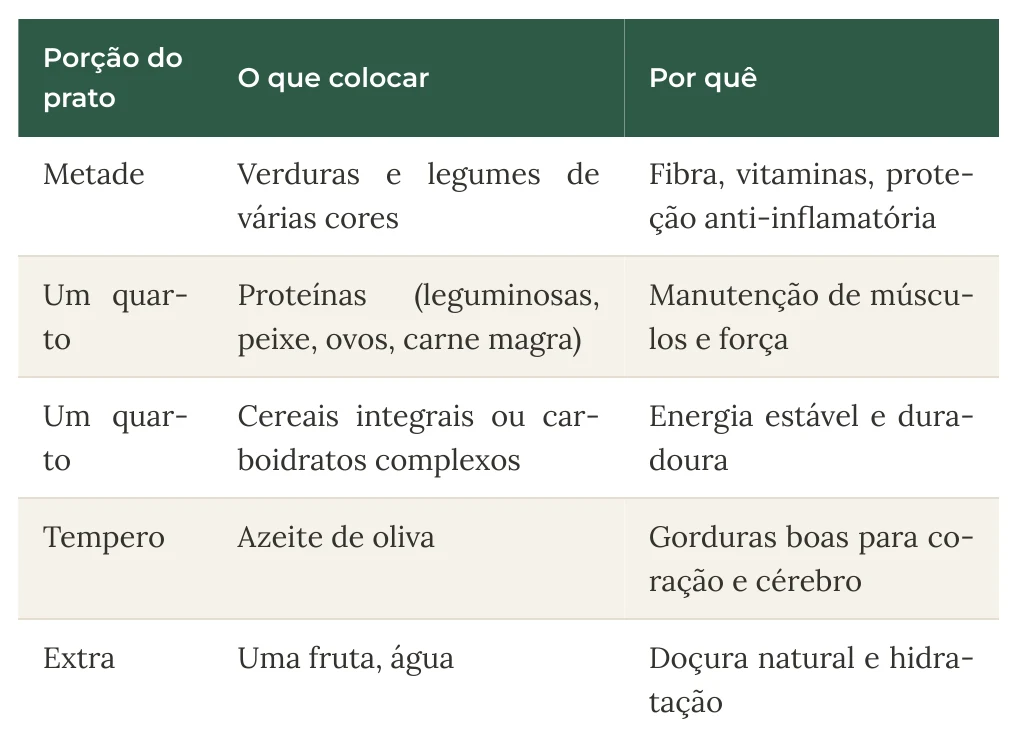 Porção do
prato
O que colocar
Por quê
Metade
Verduras e legumes de
várias cores
Fibra, vitaminas, prote-
ção anti-inflamatória
Um quar-
to
Proteínas (leguminosas,
peixe, ovos, carne magra)
Manutenção de múscu-
los e força
Um quar-
to
Cereais integrais ou car-
boidratos complexos
Energia estável e dura-
doura
Tempero
Azeite de oliva
Gorduras boas para co-
ração e cérebro
Extra
Uma fruta, água
Doçura natural e hidra-
tação